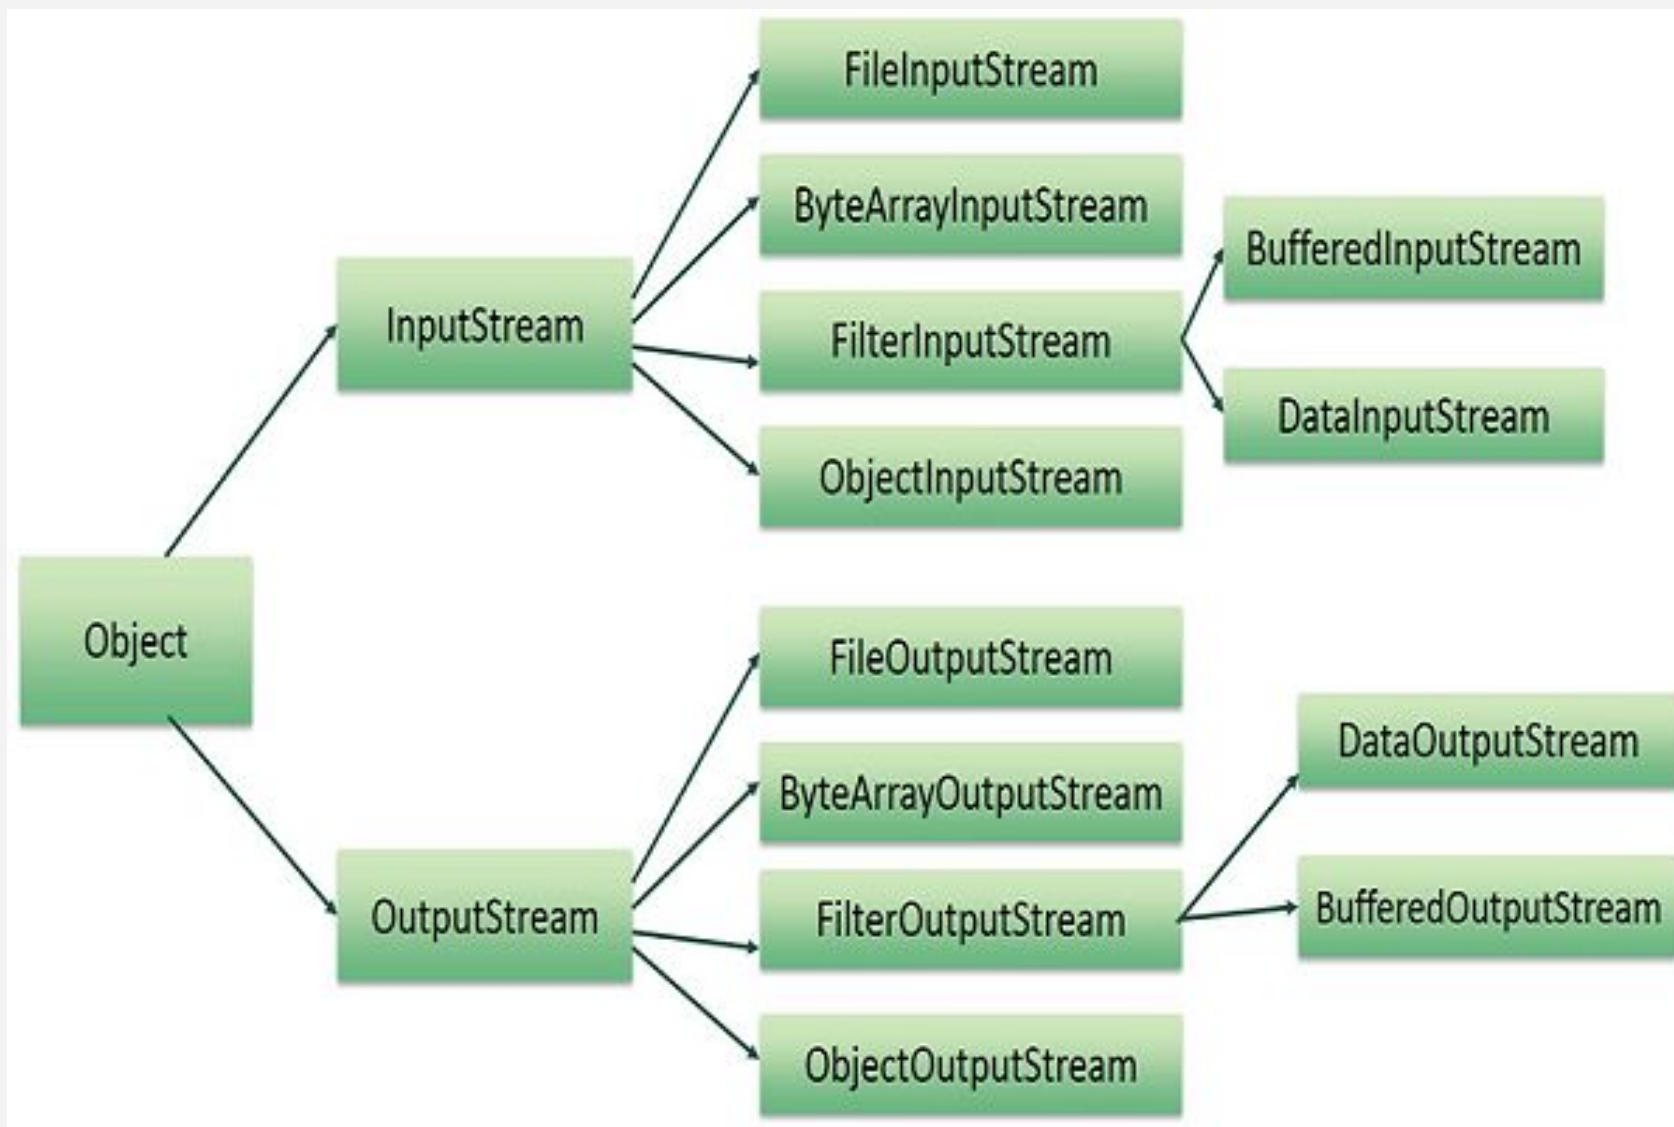 FileInputStream
ByteArrayInputStream
BufferedInputStream
InputStream
FilterInputStream
DataInputStream
ObjectInputStream
Object
FileOutputStream
DataOutputStream
ByteArrayOutputStream
OutputStream
FilterOutputStream
BufferedOutputStream
ObjectOutputStream